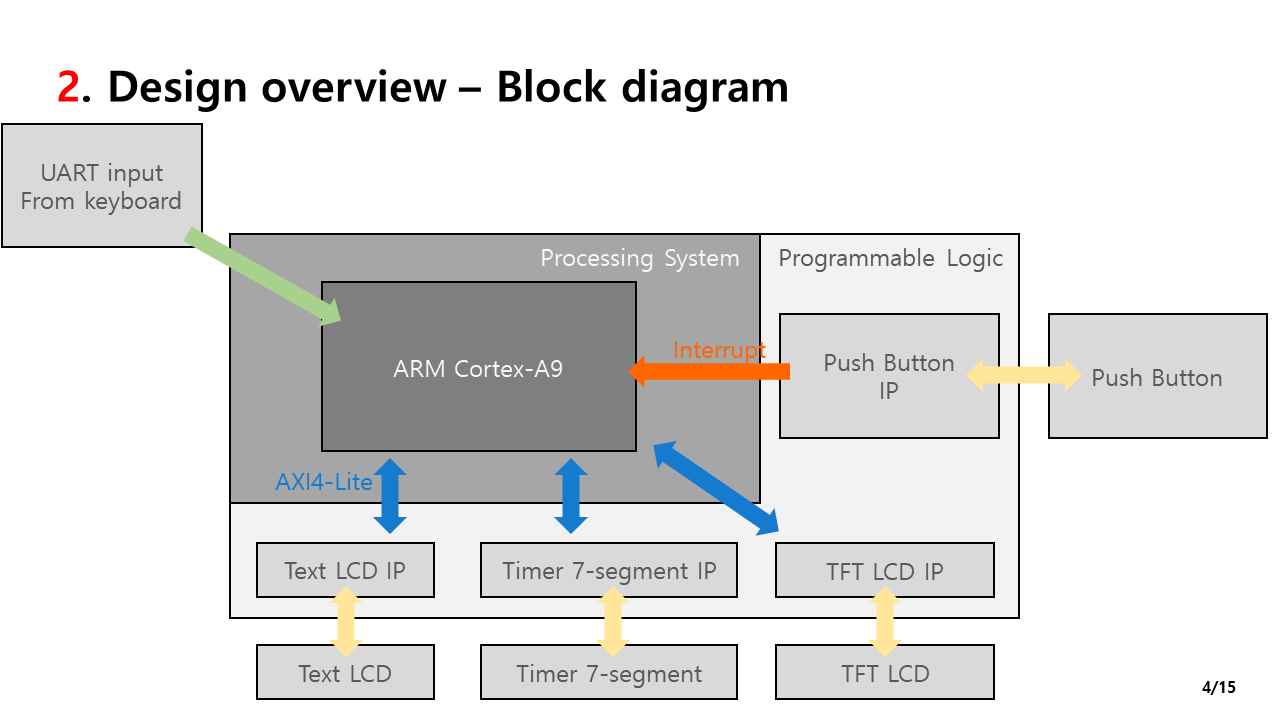 2. Design overview – Block diagram
UART input
From keyboard
Processing System
Programmable Logic
ARM Cortex-A9
Interrupt
Push Button
IP
Push Button
AXI4-Lite
Text LCD IP
Timer 7-segment IP
TFT LCD IP
Text LCD
Timer 7-segment
TFT LCD
4/15